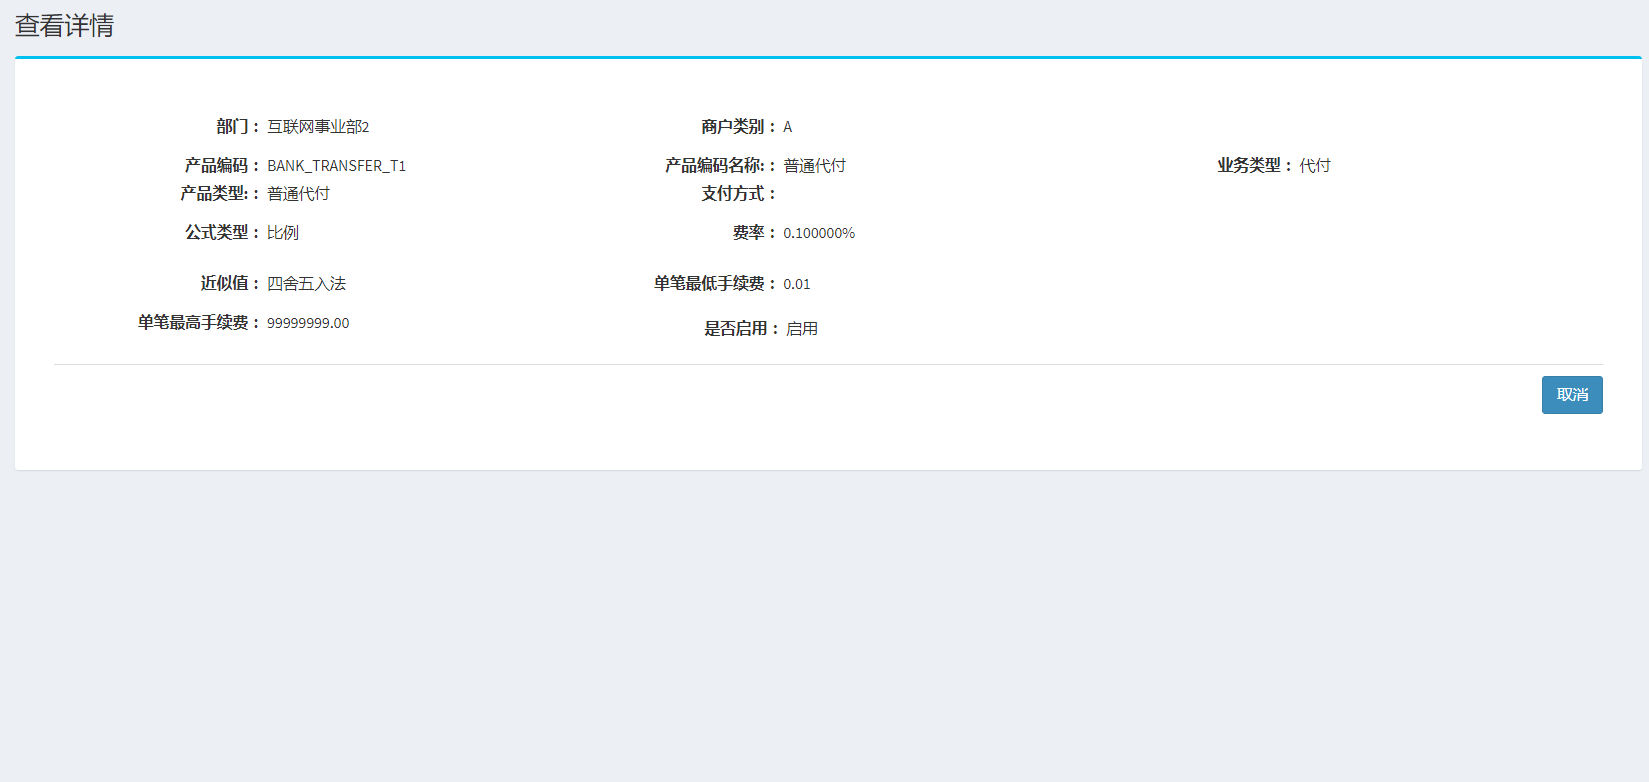 查看详情
部门： 互联网事业部2 商户类别： A
产品编码： BANK_TRANSFER_T1 产品编码名称:： 普通代付 业务类型： 代付
产品类型:： 普通代付 支付方式：
公式类型： 比例 费率： 0.100000%
近似值： 四舍五入法 单笔最低手续费： 0.01
单笔最高手续费： 99999999.00 是否启用： 启用
取消